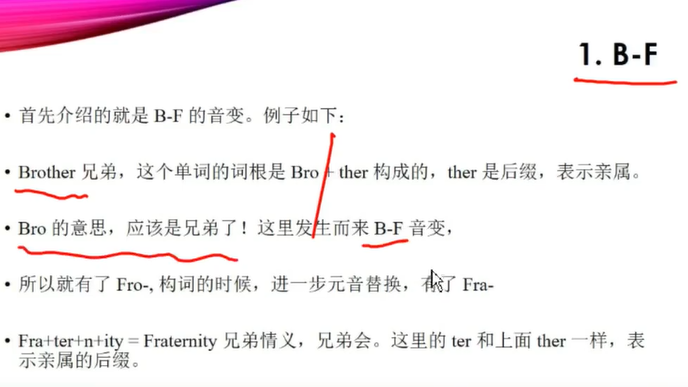 1. B-F
• 首先介绍的就是 B-F 的音变。例子如下：
• Brother 兄弟，这个单词的词根是 Bro + ther 构成的，ther 是后缀，表示亲属。
• Bro 的意思，应该是兄弟了！这里发生而来 B-F 音变，
• 所以就有了 Fro-, 构词的时候，进一步元音替换，有了 Fra-
• Fra+ter+n+ity = Fraternity 兄弟情义，兄弟会。这里的 ter 和上面 ther 一样，表
示亲属的后缀。